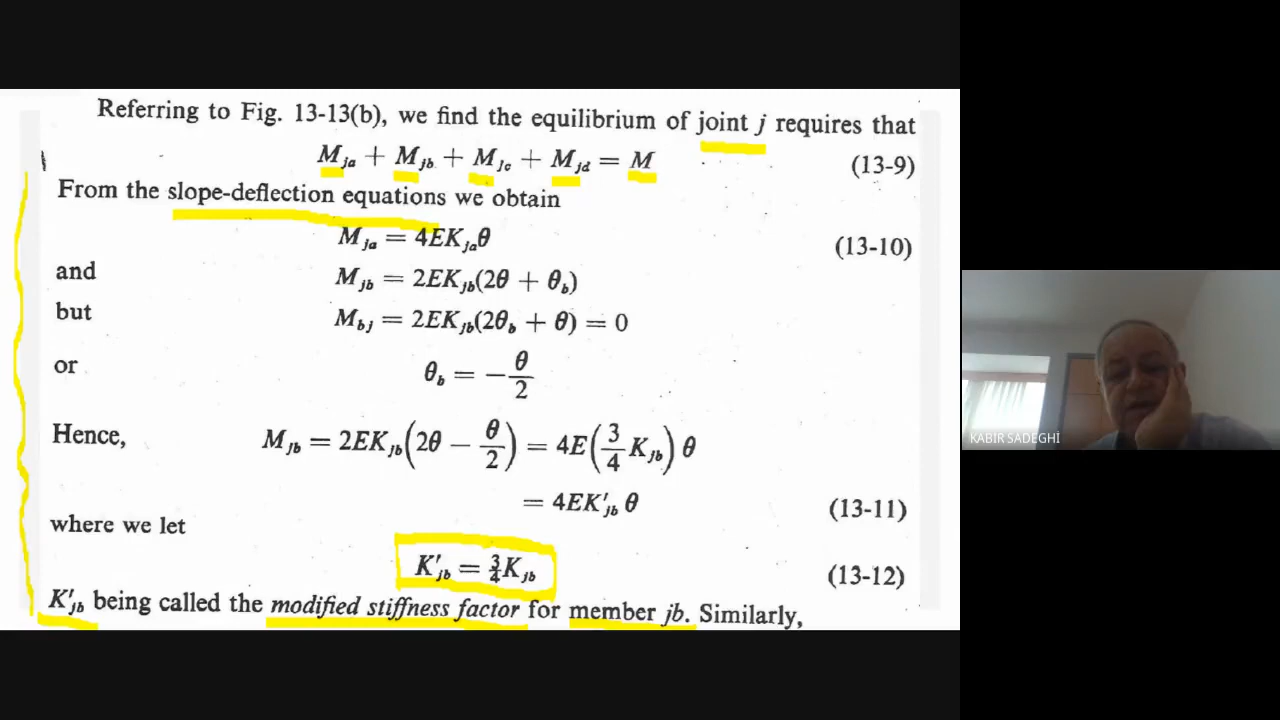 Referring to Fig. 13-13(b), we find the equilibrium of joint j requires that
M_ja + M_jb + M_jc + M_jd = M (13-9)
From the slope-deflection equations we obtain
M_ja = 4EK_jaθ (13-10)
and
M_jb = 2EK_jb(2θ + θ_b)
but
M_bj = 2EK_jb(2θ_b + θ) = 0
or
θ_b = −θ/2
Hence,
M_jb = 2EK_jb(2θ − θ/2) = 4E(3/4 K_jb)θ
= 4EK′_jb θ (13-11)
where we let
K′_jb = ¾K_jb (13-12)
K′_jb being called the modified stiffness factor for member jb. Similarly,
KABIR SADEGHİ